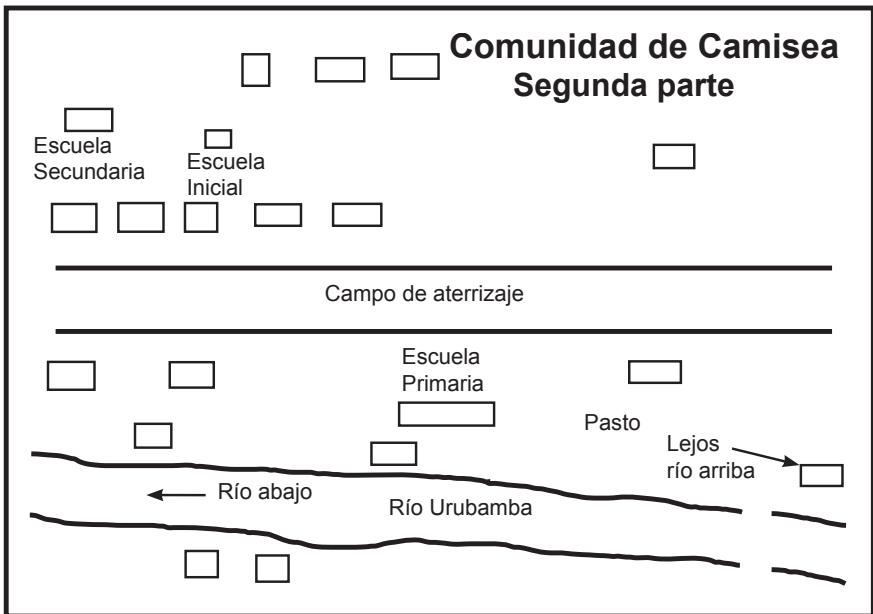 Comunidad de Camisea
Segunda parte
Escuela
Secundaria
Escuela
Inicial
Campo de aterrizaje
Escuela
Primaria
Pasto
Lejos
río arriba
Río abajo
Río Urubamba